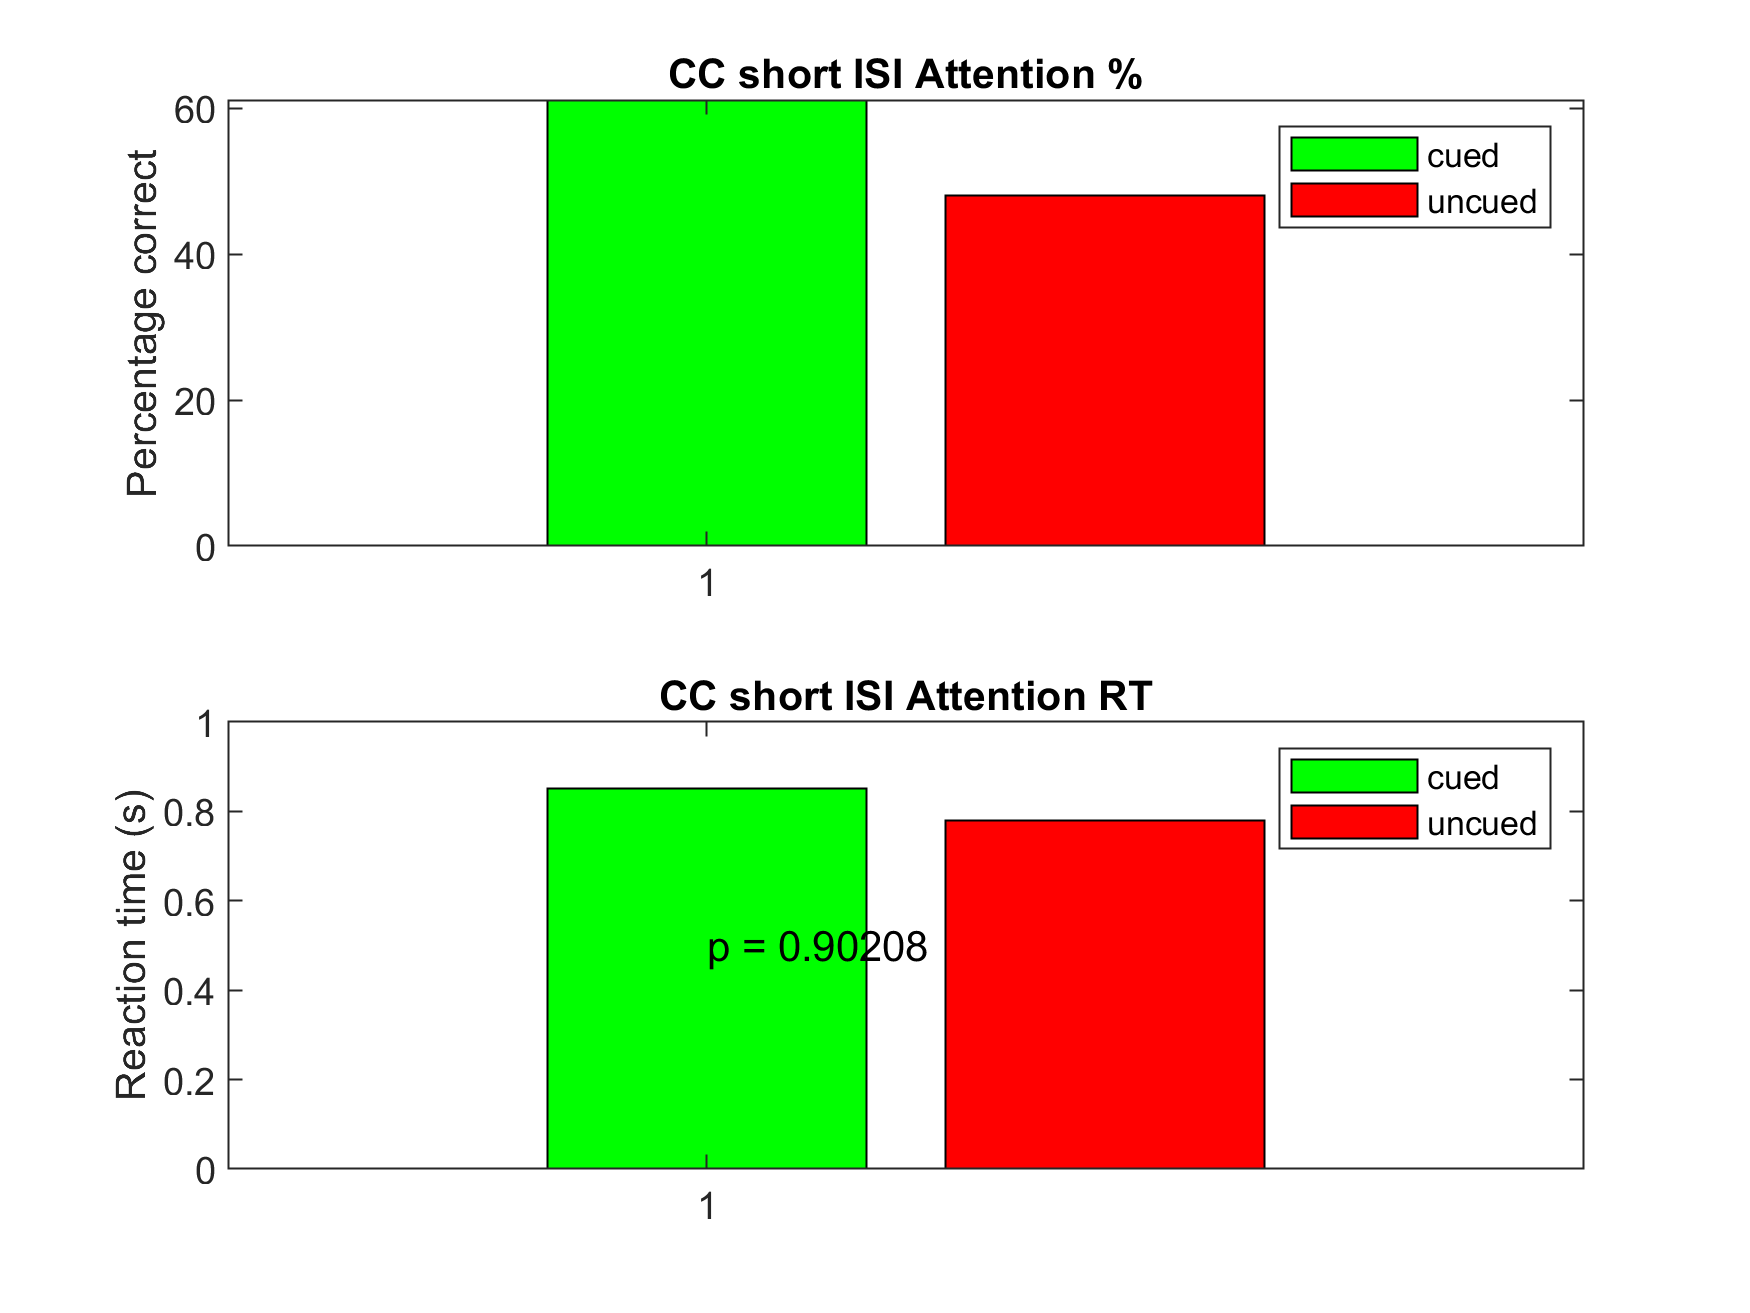 CC short ISI Attention %
Percentage correct
60
40
20
0
1
cued
uncued
CC short ISI Attention RT
Reaction time (s)
1
0.8
0.6
0.4
0.2
0
1
cued
uncued
p = 0.90208